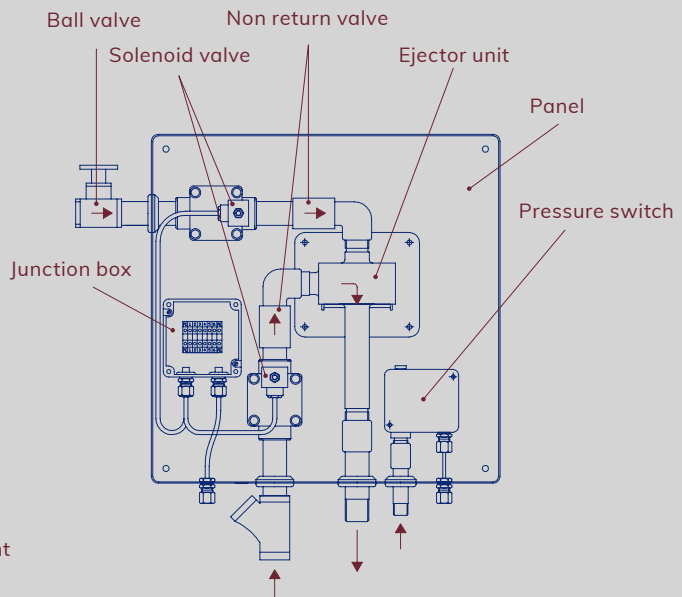 Ball valve
Non return valve
Solenoid valve
Ejector unit
Panel
Pressure switch
Junction box